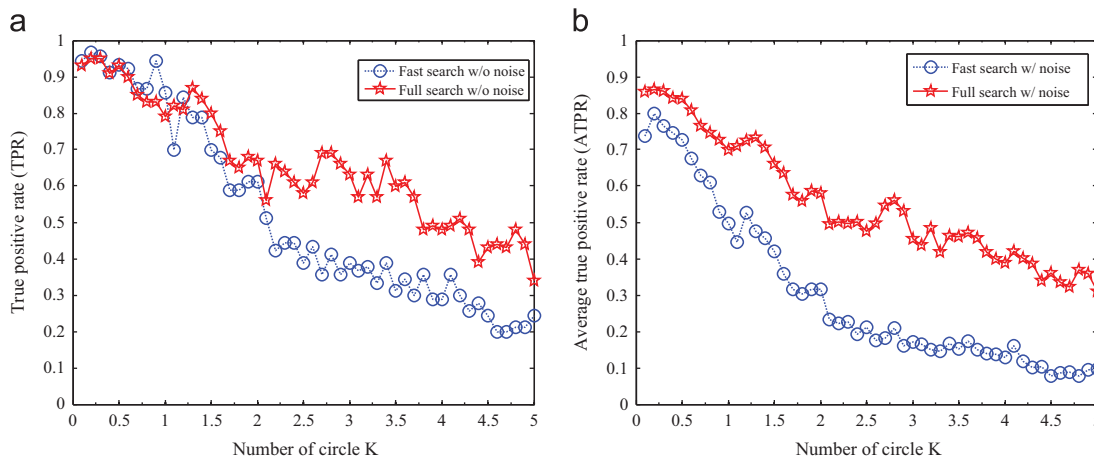 a
True positive rate (TPR)
1
0.9
0.8
0.7
0.6
0.5
0.4
0.3
0.2
0.1
0
0 0.5 1 1.5 2 2.5 3 3.5 4 4.5 5
Number of circle K
Fast search w/o noise
Full search w/o noise
b
Average true positive rate (ATPR)
1
0.9
0.8
0.7
0.6
0.5
0.4
0.3
0.2
0.1
0
0 0.5 1 1.5 2 2.5 3 3.5 4 4.5 5
Number of circle K
Fast search w/ noise
Full search w/ noise